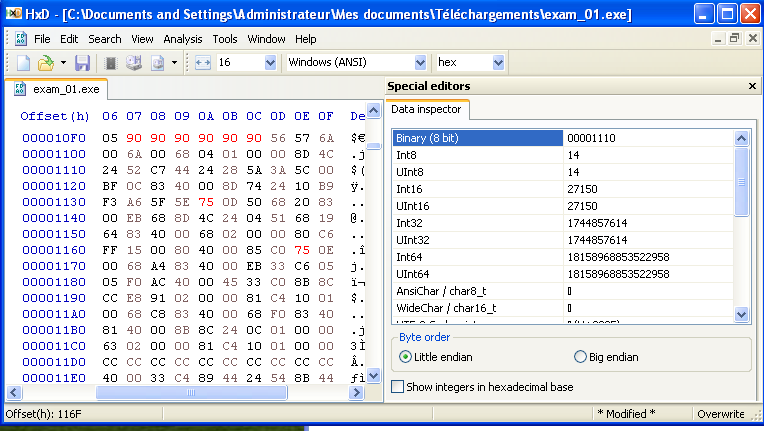 HxD - [C:\Documents and Settings\Administrateur\Mes documents\Téléchargements\exam_01.exe]
File Edit Search View Analysis Tools Window Help
16 Windows (ANSI) hex
exam_01.exe
Special editors
Data inspector
Offset(h) 06 07 08 09 0A 0B 0C 0D 0E 0F De
000010F0 05 90 90 90 90 90 90 56 57 6A $€
00001100 00 6A 00 68 04 01 00 00 8D 4C .j
00001110 24 52 C7 44 24 28 5A 3A 5C 00 $(
00001120 BF 0C 83 40 00 8D 74 24 10 B9 ÿ.
00001130 F3 A6 5F 5E 75 0D 50 68 20 83 ...
00001140 00 EB 68 8D 4C 24 04 51 68 19 @.
00001150 64 83 40 00 68 02 00 00 80 C6 ...
00001160 FF 15 00 80 40 00 85 C0 75 0E .î
00001170 00 68 A4 83 40 00 EB 33 C6 05 j.
00001180 05 F0 AC 40 00 45 33 C0 8B 8C ï¬
00001190 CC E8 91 02 00 00 81 C4 10 01 $.
000011A0 00 68 C8 83 40 00 68 F0 83 40 ...
000011B0 81 40 00 8B 8C 24 0C 01 00 00 .j
000011C0 63 02 00 00 81 C4 10 01 00 00 3Ì
000011D0 CC CC CC CC CC CC CC CC CC CC Â.
000011E0 40 00 33 C4 89 44 24 54 8B 44 ƒì
Binary (8 bit) 00001110
Int8 14
UInt8 14
Int16 27150
UInt16 27150
Int32 1744857614
UInt32 1744857614
Int64 18158968853522958
UInt64 18158968853522958
AnsiChar / char8_t
WideChar / char16_t
Byte order
Little endian Big endian
Show integers in hexadecimal base
Offset(h): 116F * Modified * Overwrite